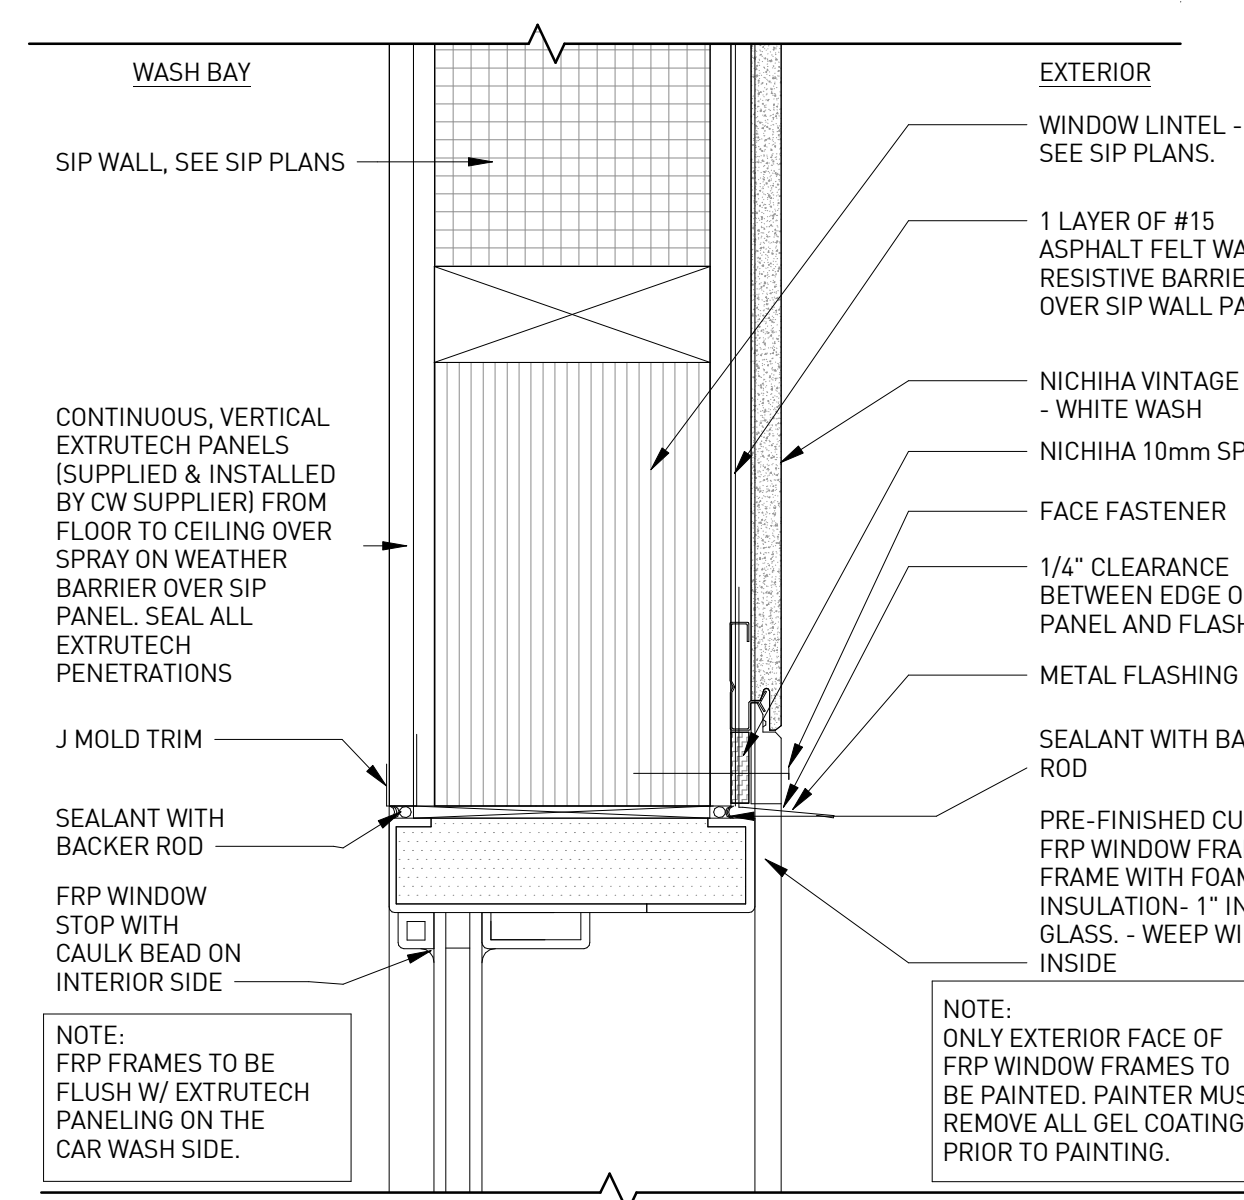 WASH BAY
SIP WALL, SEE SIP PLANS
CONTINUOUS, VERTICAL
EXTRUTECH PANELS
(SUPPLIED & INSTALLED
BY CW SUPPLIER) FROM
FLOOR TO CEILING OVER
SPRAY ON WEATHER
BARRIER OVER SIP
PANEL. SEAL ALL
EXTRUTECH
PENETRATIONS
J MOLD TRIM
SEALANT WITH
BACKER ROD
FRP WINDOW
STOP WITH
CAULK BEAD ON
INTERIOR SIDE
NOTE:
FRP FRAMES TO BE
FLUSH W/ EXTRUTECH
PANELING ON THE
CAR WASH SIDE.
EXTERIOR
WINDOW LINTEL -
SEE SIP PLANS.
1 LAYER OF #15
ASPHALT FELT WA
RESISTIVE BARRIE
OVER SIP WALL PA
NICHIHA VINTAGE
- WHITE WASH
NICHIHA 10mm SP
FACE FASTENER
1/4" CLEARANCE
BETWEEN EDGE O
PANEL AND FLASH
METAL FLASHING
SEALANT WITH BA
ROD
PRE-FINISHED CU
FRP WINDOW FRA
FRAME WITH FOAM
INSULATION- 1" IN
GLASS. - WEEP WI
INSIDE
NOTE:
ONLY EXTERIOR FACE OF
FRP WINDOW FRAMES TO
BE PAINTED. PAINTER MUS
REMOVE ALL GEL COATING
PRIOR TO PAINTING.